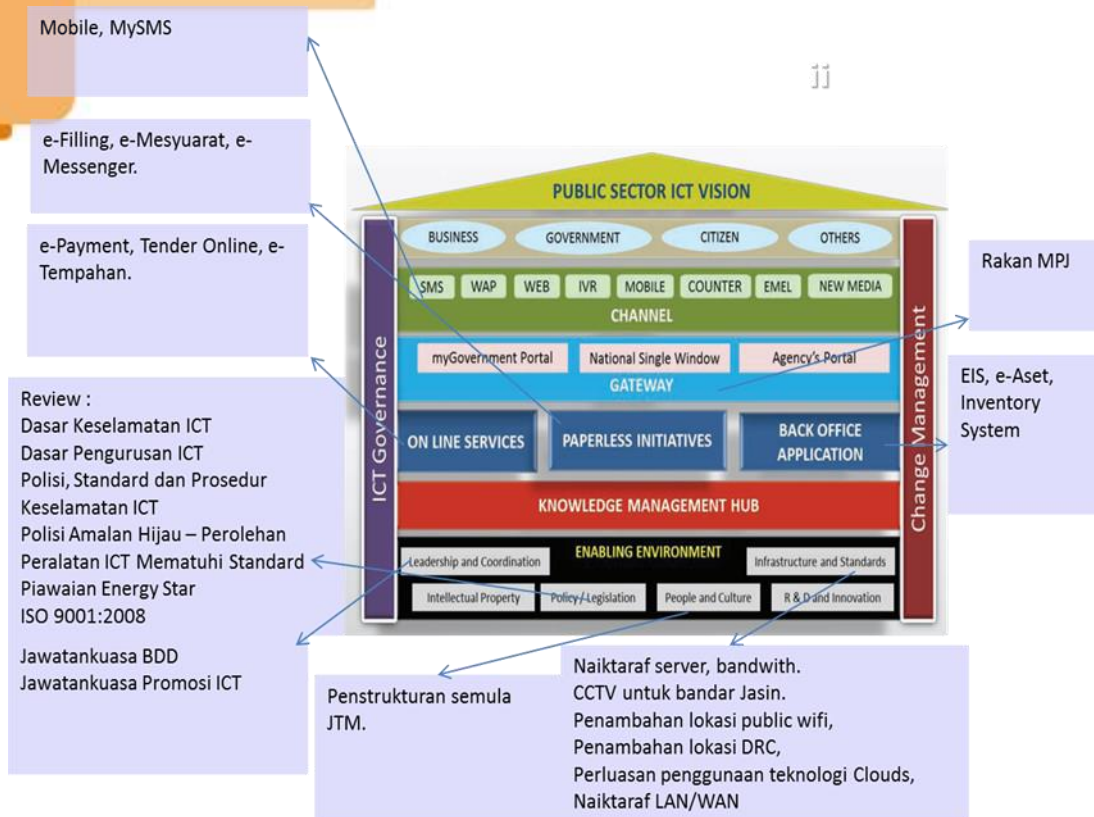 Mobile, MySMS
ii
e-Filling, e-Mesyuarat, e-
Messenger.
e-Payment, Tender Online, e-
Tempahan.
Review :
Dasar Keselamatan ICT
Dasar Pengurusan ICT
Polisi, Standard dan Prosedur
Keselamatan ICT
Polisi Amalan Hijau – Perolehan
Peralatan ICT Mematuhi Standard
Piawaian Energy Star
ISO 9001:2008
Jawatankuasa BDD
Jawatankuasa Promosi ICT
PUBLIC SECTOR ICT VISION
ICT Governance
BUSINESS GOVERNMENT CITIZEN OTHERS
SMS WAP WEB IVR MOBILE COUNTER EMEL NEW MEDIA
CHANNEL
myGovernment Portal National Single Window Agency's Portal
GATEWAY
ON LINE SERVICES PAPERLESS INITIATIVES BACK OFFICE
APPLICATION
KNOWLEDGE MANAGEMENT HUB
ENABLING ENVIRONMENT
Leadership and Coordination Infrastructure and Standards
Intellectual Property Policy / Legislation People and Culture R & D and Innovation
Change Management
Rakan MPJ
EIS, e-Aset,
Inventory
System
Penstrukturan semula
JTM.
Naiktaraf server, bandwith.
CCTV untuk bandar Jasin.
Penambahan lokasi public wifi,
Penambahan lokasi DRC,
Perluasan penggunaan teknologi Clouds,
Naiktaraf LAN/WAN